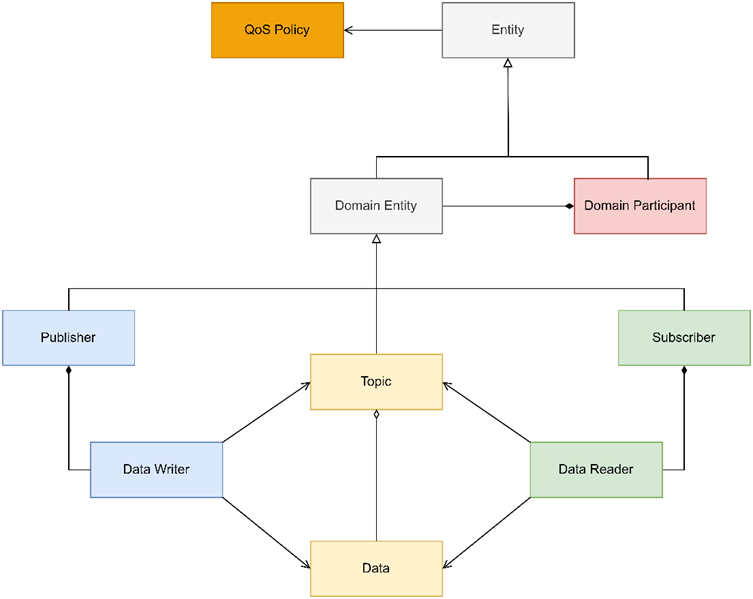 QoS Policy
Entity
Domain Entity
Domain Participant
Publisher
Subscriber
Topic
Data Writer
Data Reader
Data